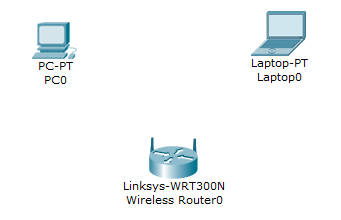 PC-PT
PC0
Laptop-PT
Laptop0
Linksys-WRT300N
Wireless Router0